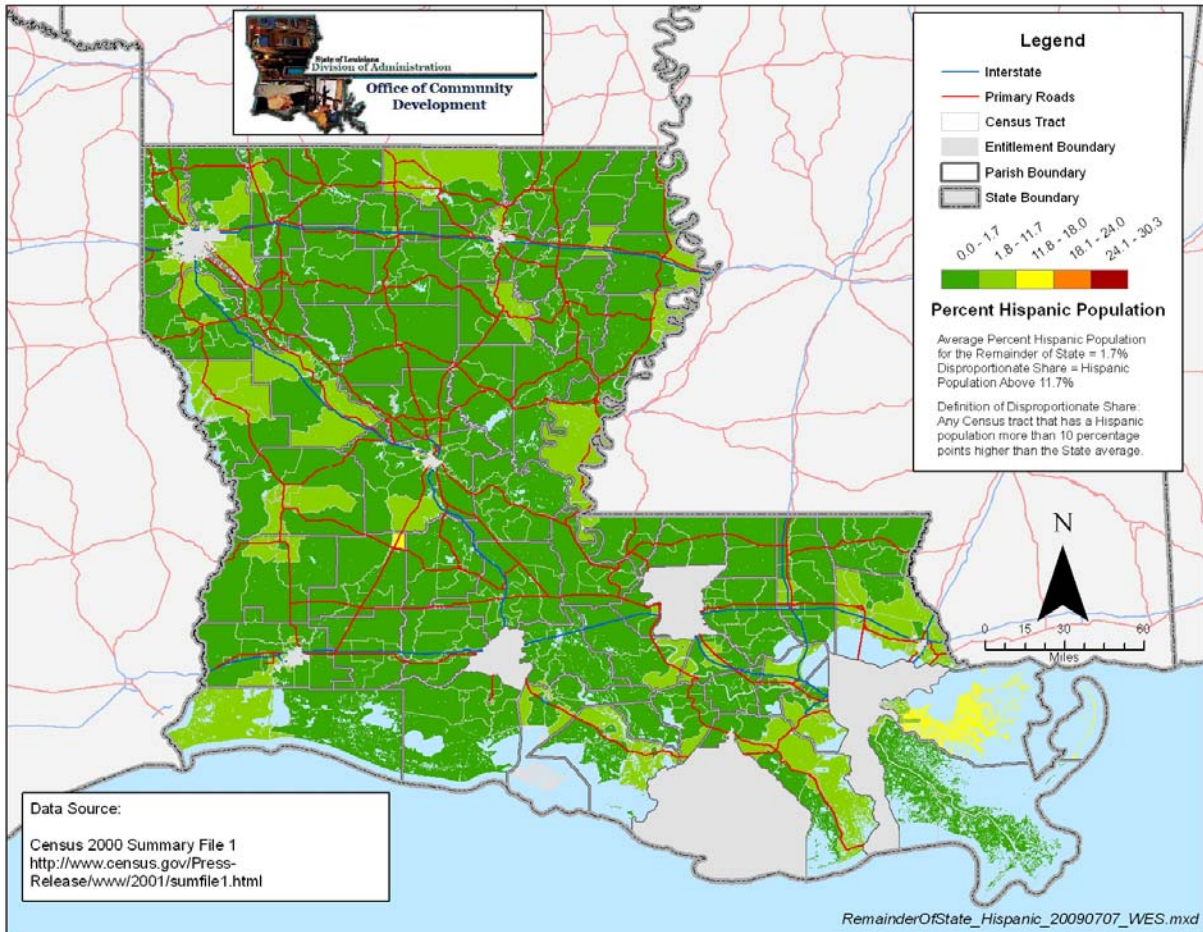 State of Louisiana
Division of Administration
Office of Community
Development
Legend
Interstate
Primary Roads
Census Tract
Entitlement Boundary
Parish Boundary
State Boundary
0.0 - 1.7
1.8 - 11.7
11.8 - 18.0
18.1 - 24.0
24.1 - 30.3
Percent Hispanic Population
Average Percent Hispanic Population
for the Remainder of State = 1.7%
Disproportionate Share = Hispanic
Population Above 11.7%
Definition of Disproportionate Share:
Any Census tract that has a Hispanic
population more than 10 percentage
points higher than the State average.
N
0 15 30 60
Miles
Data Source:
Census 2000 Summary File 1
http://www.census.gov/Press-
Release/www/2001/sumfile1.html
RemainderOfState_Hispanic_20090707_WES.mxd